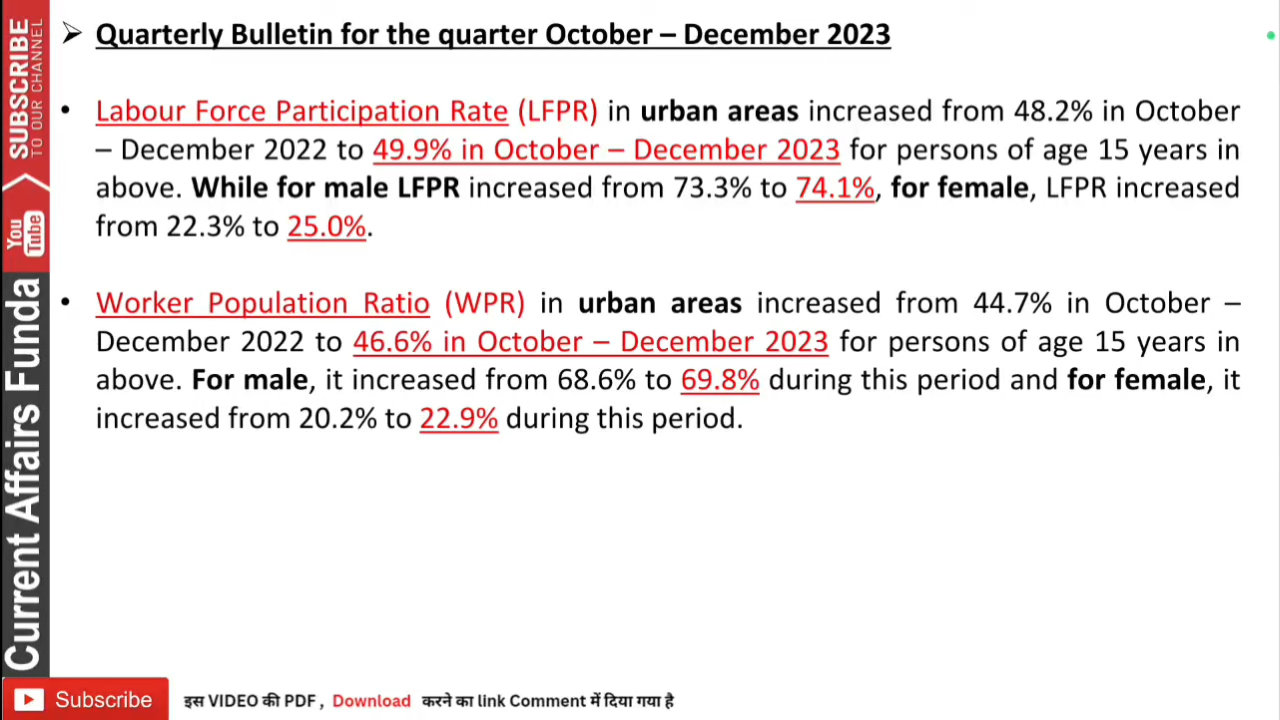 ➢ Quarterly Bulletin for the quarter October – December 2023
• Labour Force Participation Rate (LFPR) in urban areas increased from 48.2% in October
– December 2022 to 49.9% in October – December 2023 for persons of age 15 years in
above. While for male LFPR increased from 73.3% to 74.1%, for female, LFPR increased
from 22.3% to 25.0%.
• Worker Population Ratio (WPR) in urban areas increased from 44.7% in October –
December 2022 to 46.6% in October – December 2023 for persons of age 15 years in
above. For male, it increased from 68.6% to 69.8% during this period and for female, it
increased from 20.2% to 22.9% during this period.
SUBSCRIBE
TO OUR CHANNEL
You
Tube
Current Affairs Funda
Subscribe
इस VIDEO की PDF , Download करने का link Comment में दिया गया है